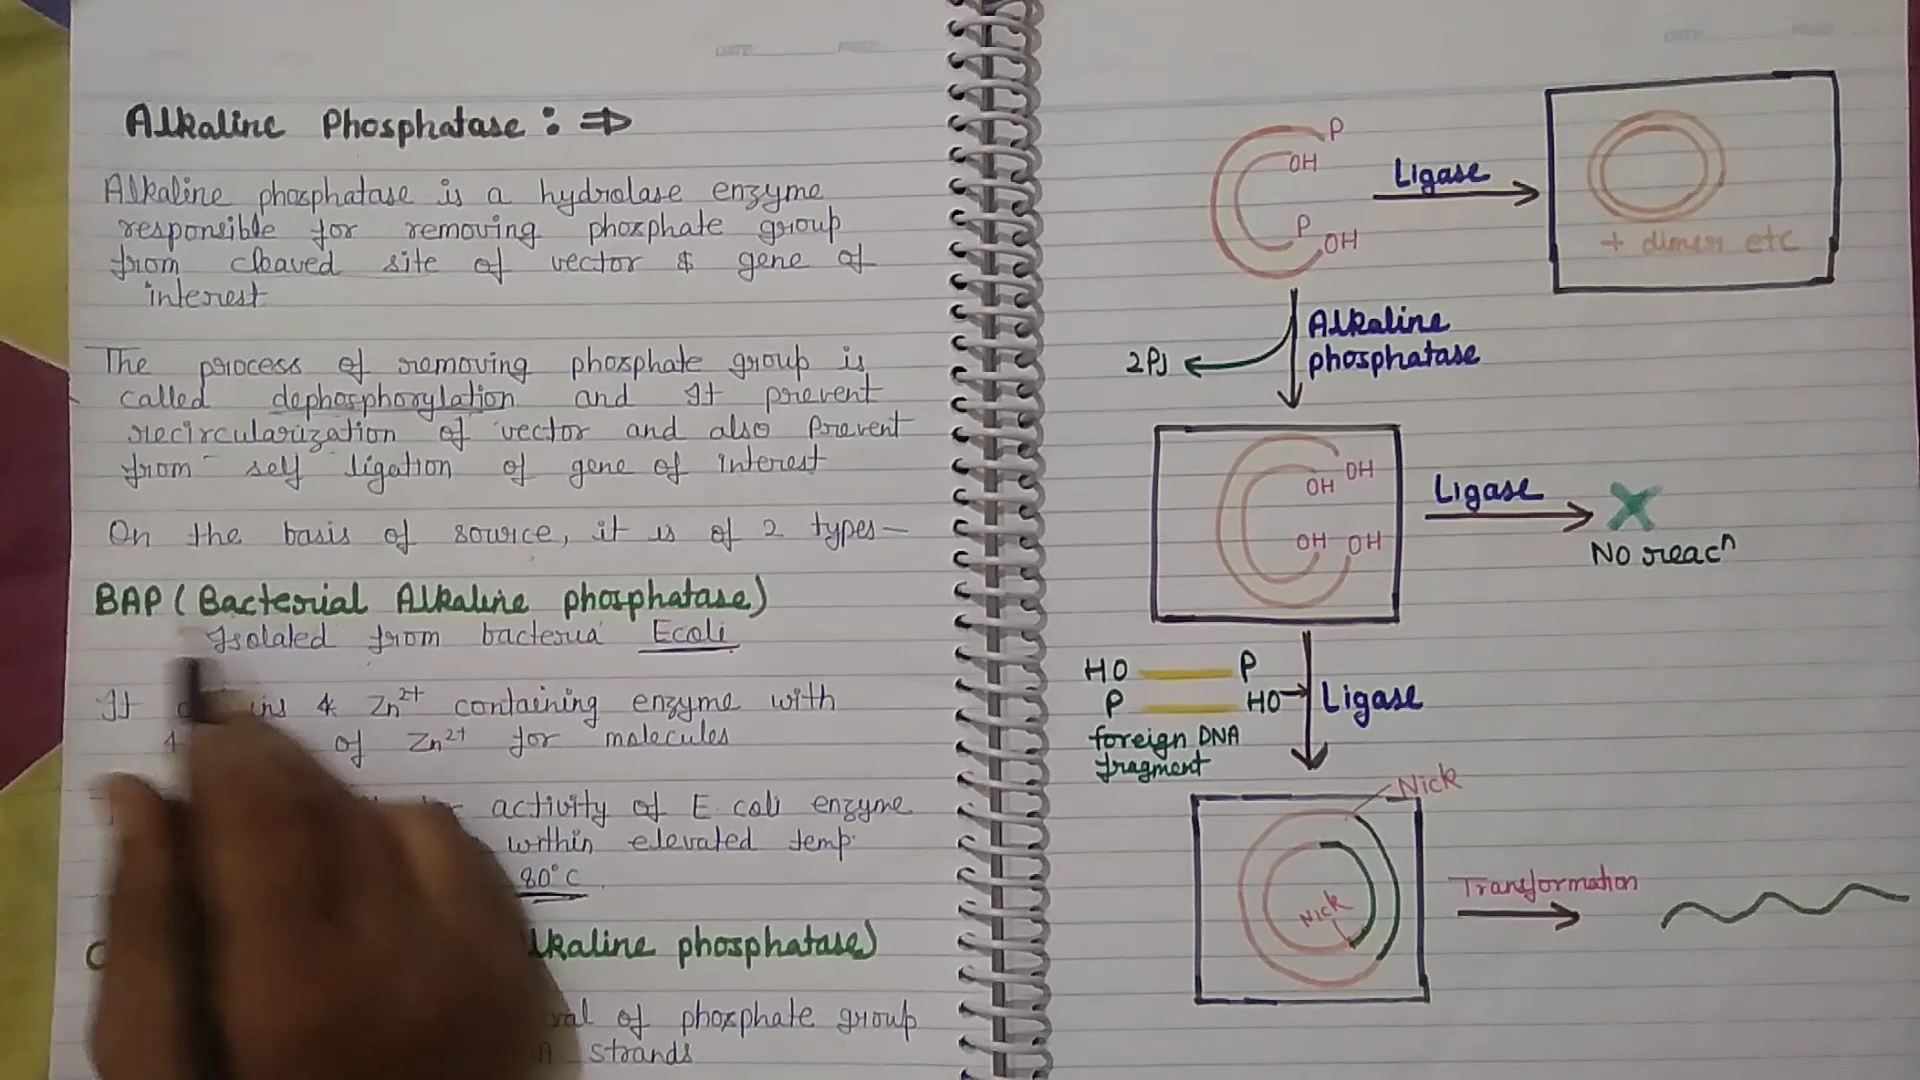 DATE
Alkaline Phosphatase : ⇒
Alkaline phosphatase is a hydrolase enzyme
responsible for removing phosphate group
from cleaved site of vector & gene of
interest
The process of removing phosphate group is
called dephosphorylation and It prevent
recircularization of vector and also Prevent
from self ligation of gene of interest
On the basis of source, it is of 2 types—
BAP (Bacterial Alkaline phosphatase)
Isolated from bacteria Ecoli
It Zn²⁺ containing enzyme with
4 of Zn²⁺ for molecules
activity of E coli enzyme
within elevated temp
80°C.
Alkaline phosphatase)
of phosphate group
strands
P
OH
P
OH
Ligase
+ dimer etc
Alkaline
phosphatase
2Pi
OH
OH
OH
OH
Ligase
X
No reacⁿ
HO P
P HO
Ligase
foreign DNA
fragment
Nick
Nick
Transformation